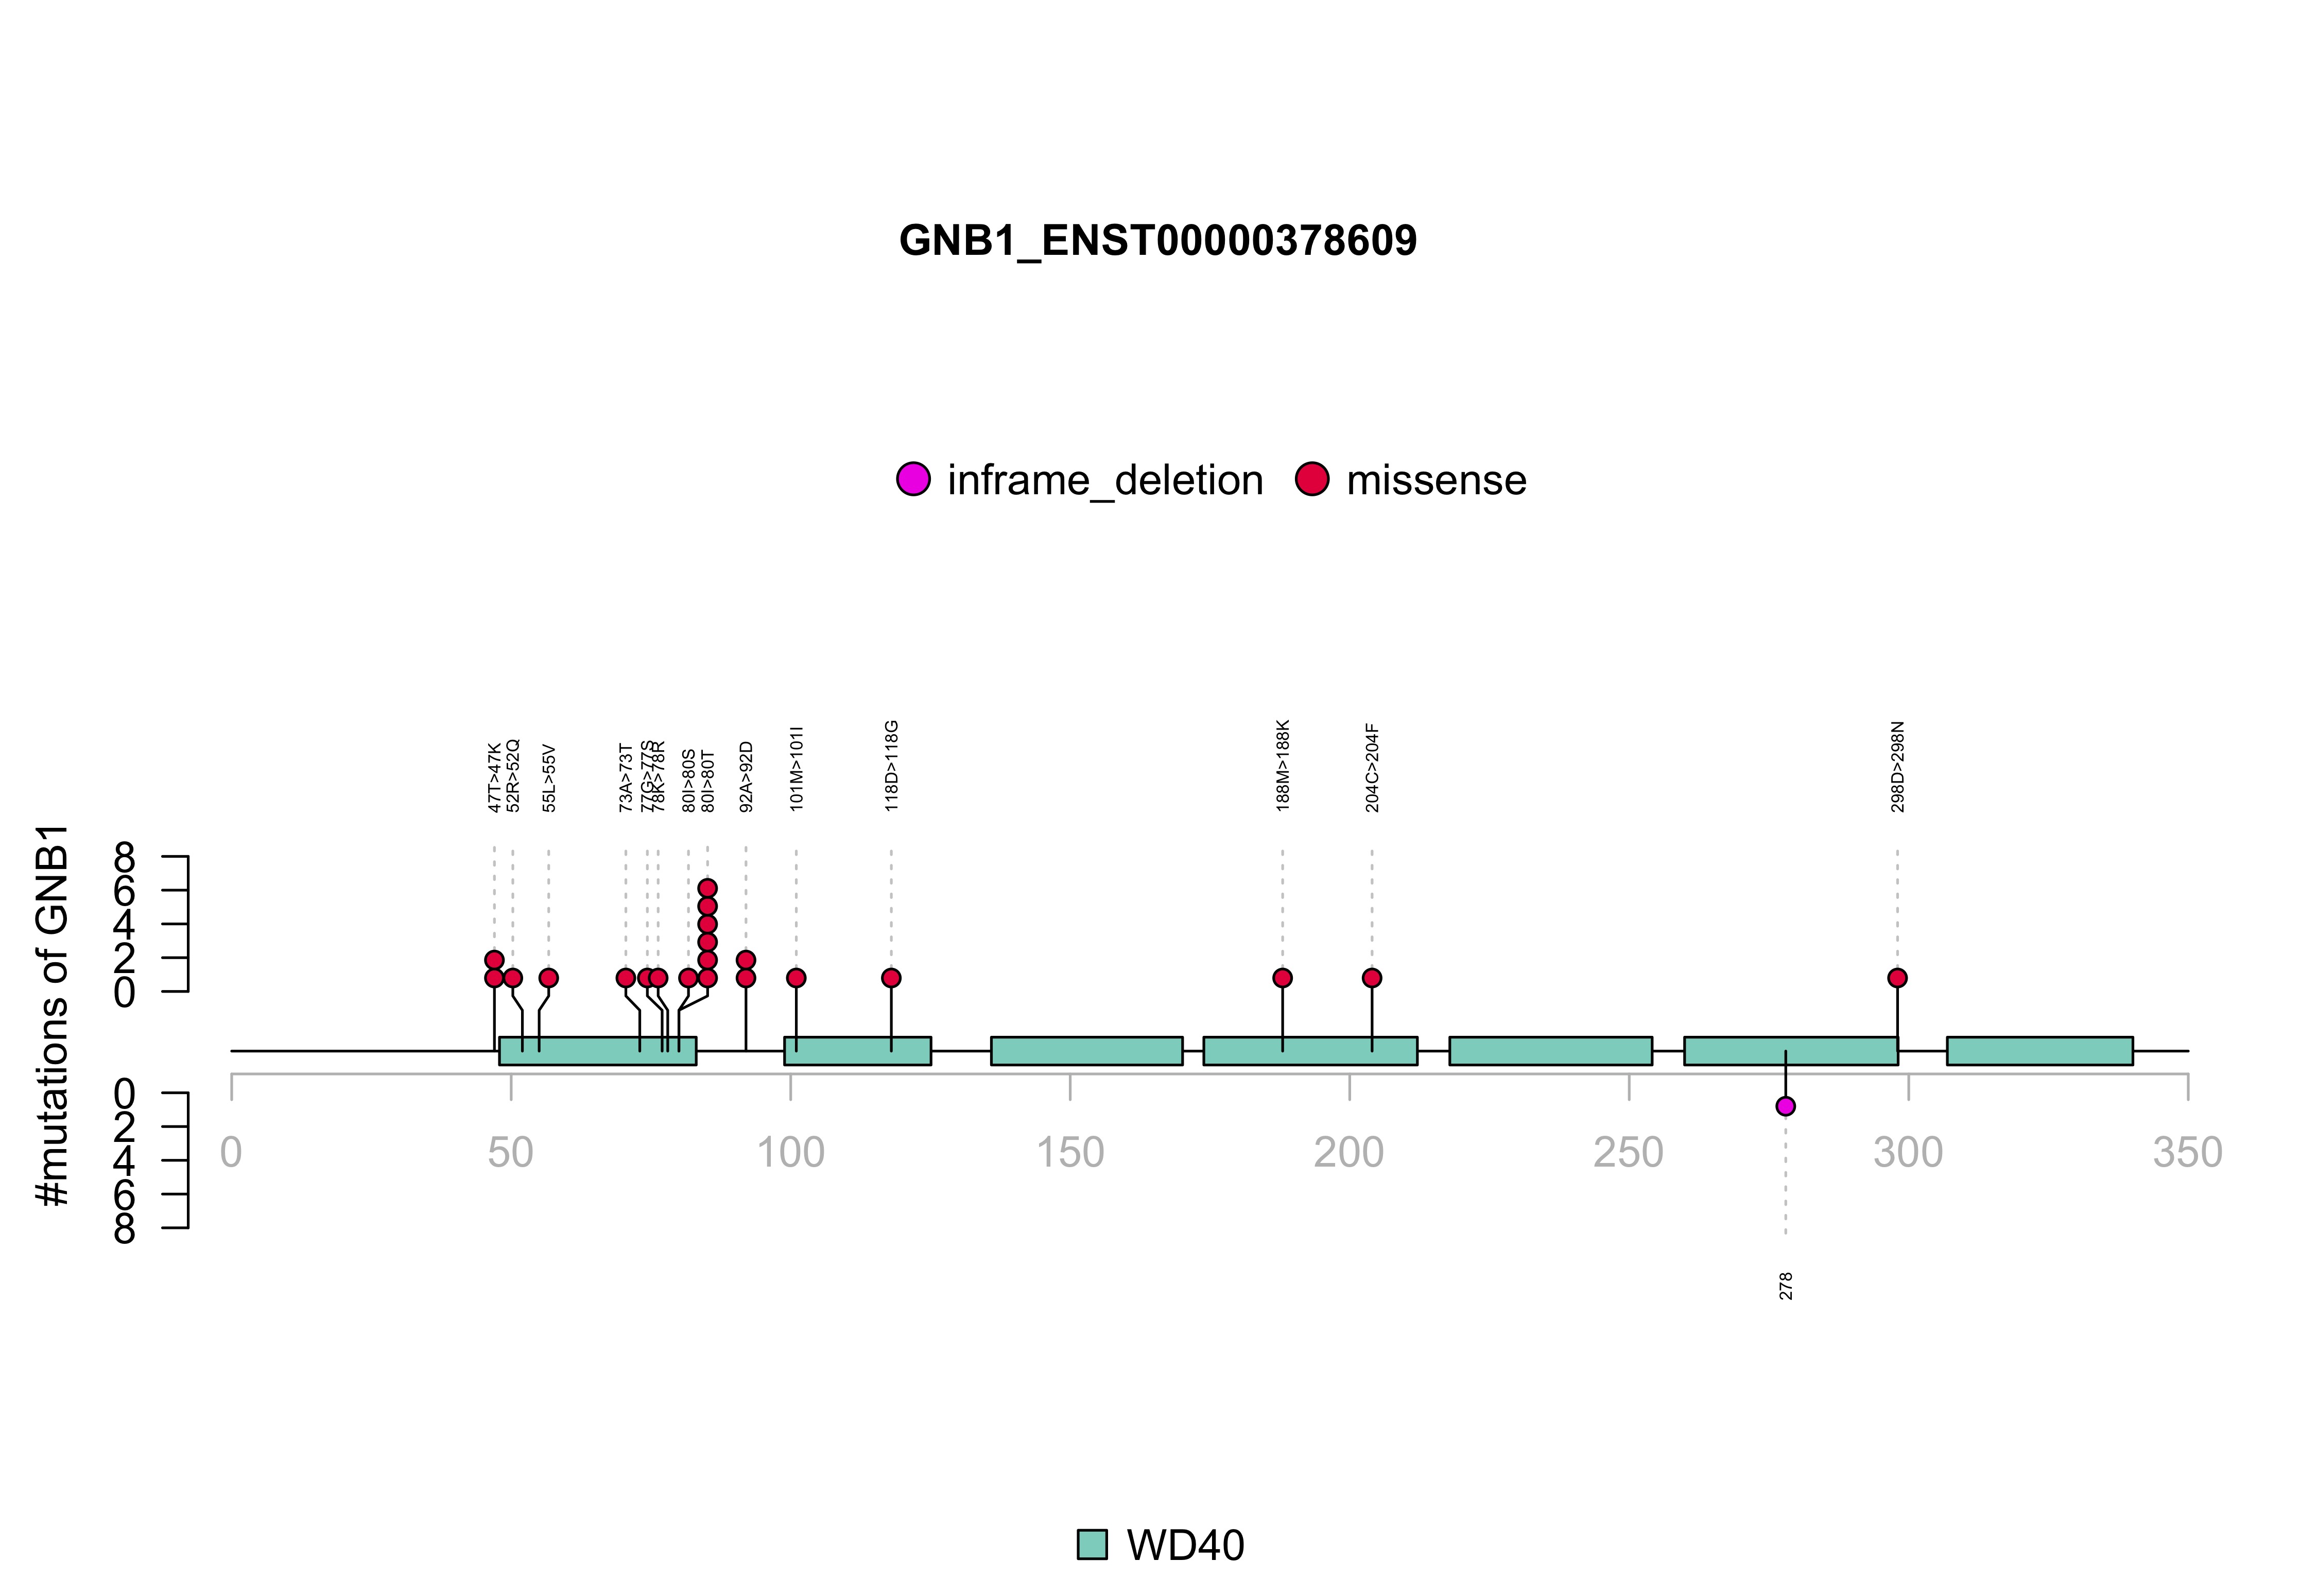 GNB1_ENST00000378609
inframe_deletion missense
47T>47K
52R>52Q
55L>55V
73A>73T
77G>77S
78K>78R
80I>80S
80I>80T
92A>92D
101M>101I
118D>118G
188M>188K
204C>204F
298D>298N
#mutations of GNB1
8
6
4
2
0
0
2
4
6
8
0 50 100 150 200 250 300 350
278
WD40